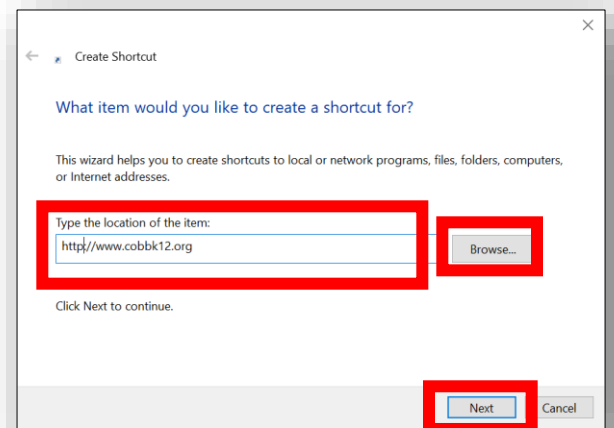 Create Shortcut
What item would you like to create a shortcut for?
This wizard helps you to create shortcuts to local or network programs, files, folders, computers,
or Internet addresses.
Type the location of the item:
http://www.cobbk12.org
Browse...
Click Next to continue.
Next Cancel